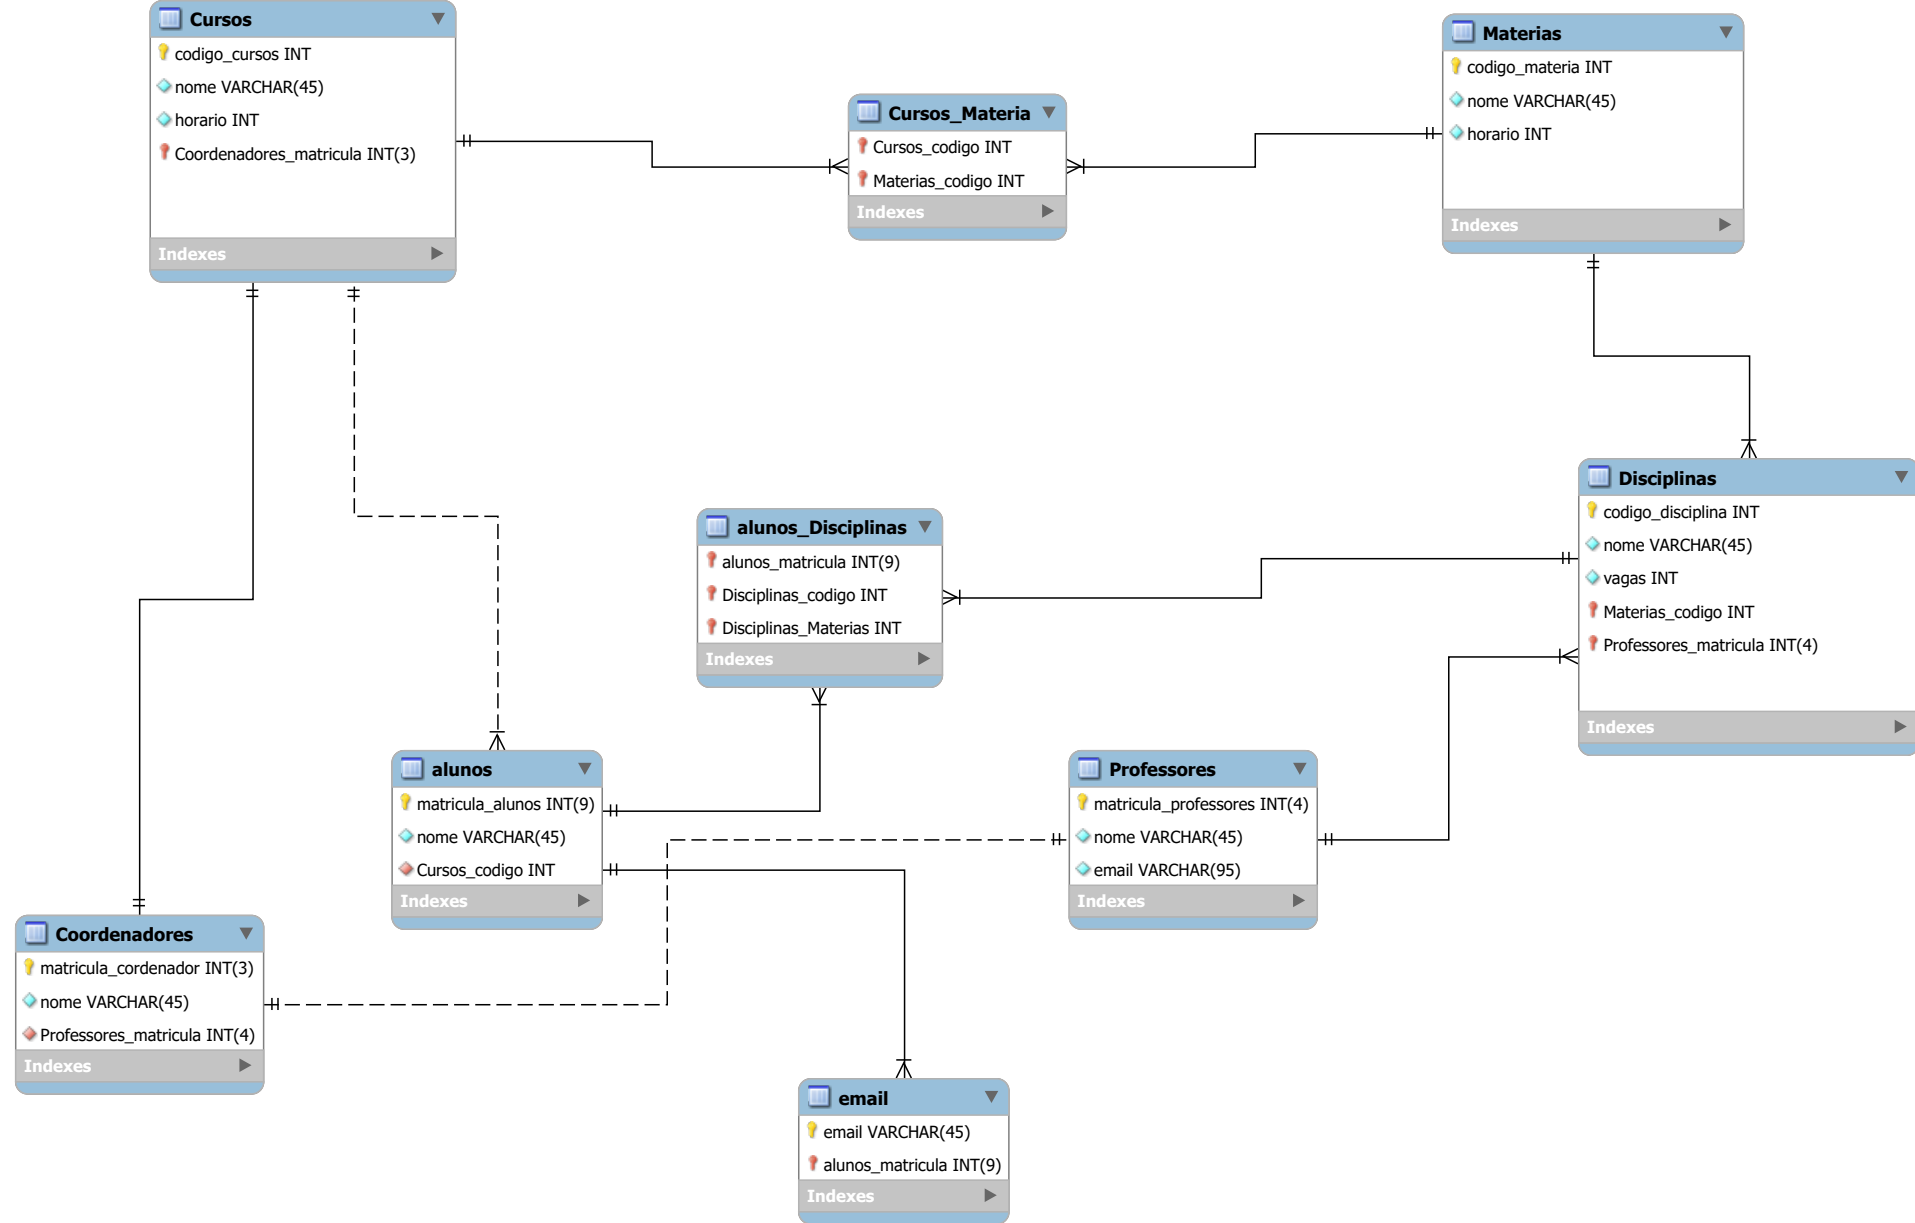 Cursos
codigo_cursos INT
nome VARCHAR(45)
horario INT
Coordenadores_matricula INT(3)
Indexes
Cursos_Materia
Cursos_codigo INT
Materias_codigo INT
Indexes
Materias
codigo_materia INT
nome VARCHAR(45)
horario INT
Indexes
alunos_Disciplinas
alunos_matricula INT(9)
Disciplinas_codigo INT
Disciplinas_Materias INT
Indexes
Disciplinas
codigo_disciplina INT
nome VARCHAR(45)
vagas INT
Materias_codigo INT
Professores_matricula INT(4)
Indexes
alunos
matricula_alunos INT(9)
nome VARCHAR(45)
Cursos_codigo INT
Indexes
Professores
matricula_professores INT(4)
nome VARCHAR(45)
email VARCHAR(95)
Indexes
Coordenadores
matricula_cordenador INT(3)
nome VARCHAR(45)
Professores_matricula INT(4)
Indexes
email
email VARCHAR(45)
alunos_matricula INT(9)
Indexes